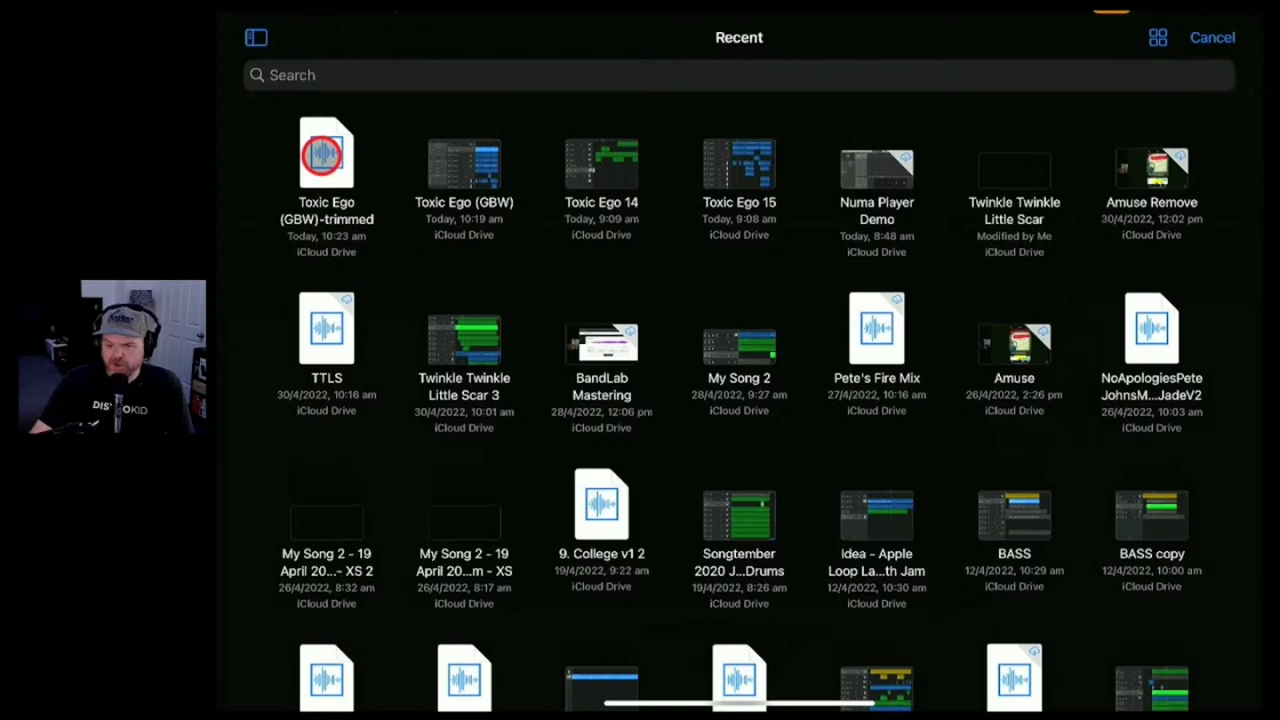 Recent
Cancel
Search
Toxic Ego
(GBW)-trimmed
Today, 10:23 am
iCloud Drive
Toxic Ego (GBW)
Today, 10:19 am
iCloud Drive
Toxic Ego 14
Today, 9:09 am
iCloud Drive
Toxic Ego 15
Today, 9:08 am
iCloud Drive
Numa Player
Demo
Today, 8:48 am
iCloud Drive
Twinkle Twinkle
Little Scar
Modified by Me
iCloud Drive
Amuse Remove
30/4/2022, 12:02 pm
iCloud Drive
TTLS
30/4/2022, 10:16 am
iCloud Drive
Twinkle Twinkle
Little Scar 3
30/4/2022, 10:01 am
iCloud Drive
BandLab
Mastering
28/4/2022, 12:06 pm
iCloud Drive
My Song 2
28/4/2022, 9:27 am
iCloud Drive
Pete's Fire Mix
27/4/2022, 10:16 am
iCloud Drive
Amuse
26/4/2022, 2:26 pm
iCloud Drive
NoApologiesPete
JohnsM...JadeV2
26/4/2022, 10:03 am
iCloud Drive
My Song 2 - 19
April 20...- XS 2
26/4/2022, 8:32 am
iCloud Drive
My Song 2 - 19
April 20...m - XS
26/4/2022, 8:17 am
iCloud Drive
9. College v1 2
19/4/2022, 9:22 am
iCloud Drive
Songtember
2020 J...Drums
19/4/2022, 8:26 am
iCloud Drive
Idea - Apple
Loop La...th Jam
12/4/2022, 10:30 am
iCloud Drive
BASS
12/4/2022, 10:29 am
iCloud Drive
BASS copy
12/4/2022, 10:00 am
iCloud Drive